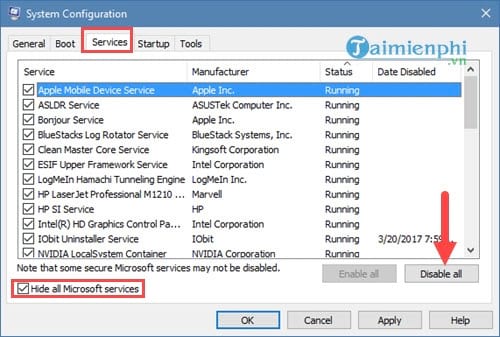 System Configuration
General Boot Services Startup Tools
Taimienphi
.vn
Service Manufacturer Status Date Disabled
Apple Mobile Device Service Apple Inc. Running
ASLDR Service ASUSTek Computer Inc. Running
Bonjour Service Apple Inc. Running
BlueStacks Log Rotator Service BlueStack Systems, Inc. Running
Clean Master Core Service Kingsoft Corporation Running
ESIF Upper Framework Service Intel Corporation Running
LogMeIn Hamachi Tunneling Engine LogMeIn Inc. Running
HP LaserJet Professional M1210 ... Marvell Running
HP SI Service HP Running
Intel(R) HD Graphics Control Pa... Intel Corporation Running
IObit Uninstaller Service IObit Running 3/20/2017 7:59...
NVIDIA LocalSystem Container NVIDIA Corporation Running
Note that some secure Microsoft services may not be disabled.
Enable all Disable all
Hide all Microsoft services
OK Cancel Apply Help